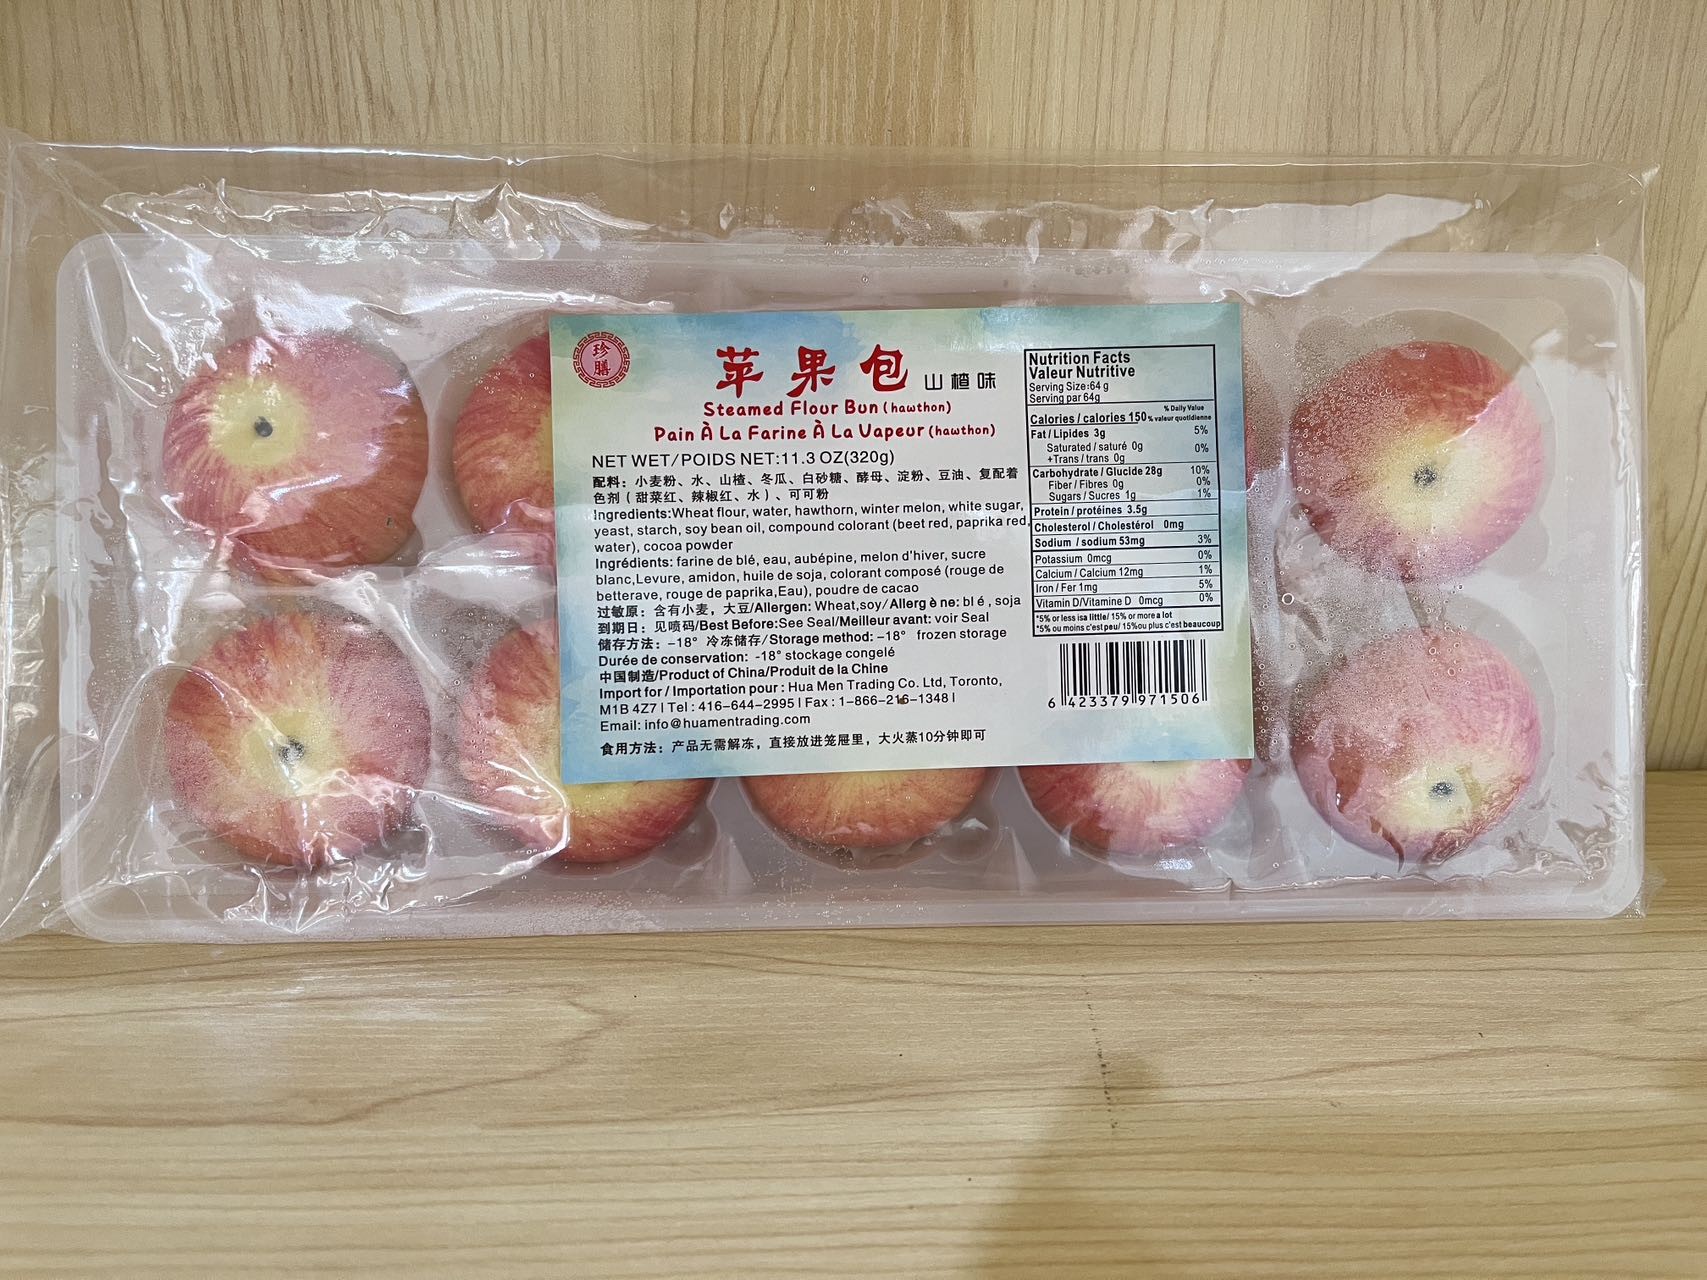 珍膳
苹果包 山楂味
Steamed Flour Bun (hawthon)
Pain À La Farine À La Vapeur (hawthon)
NET WET/POIDS NET:11.3 OZ(320g)
配料：小麦粉、水、山楂、冬瓜、白砂糖、酵母、淀粉、豆油、复配着
色剂（甜菜红、辣椒红、水）、可可粉
Ingredients:Wheat flour, water, hawthorn, winter melon, white sugar,
yeast, starch, soy bean oil, compound colorant (beet red, paprika red,
water), cocoa powder
Ingrédients: farine de blé, eau, aubépine, melon d'hiver, sucre
blanc,Levure, amidon, huile de soja, colorant composé (rouge de
betterave, rouge de paprika,Eau), poudre de cacao
过敏原：含有小麦，大豆/Allergen: Wheat,soy/Allerg è ne: bl é , soja
到期日：见喷码/Best Before:See Seal/Meilleur avant: voir Seal
储存方法：-18° 冷冻储存/Storage method: -18° frozen storage
Durée de conservation: -18° stockage congelé
中国制造/Product of China/Produit de la Chine
Import for / Importation pour : Hua Men Trading Co. Ltd, Toronto,
M1B 4Z7 I Tel : 416-644-2995 I Fax : 1-866-216-1348 I
Email: info@huamentrading.com
食用方法：产品无需解冻，直接放进笼屉里，大火蒸10分钟即可
Nutrition Facts
Valeur Nutritive
Serving Size:64 g
Serving par 64g
% Daily Value
Calories / calories 150 % valeur quotidienne
Fat / Lipides 3g 5%
Saturated / saturé 0g 0%
+Trans / trans 0g
Carbohydrate / Glucide 28g 10%
Fiber / Fibres 0g 0%
Sugars / Sucres 1g 1%
Protein / protéines 3.5g
Cholesterol / Cholestérol 0mg
Sodium / sodium 53mg 3%
Potassium 0mcg 0%
Calcium / Calcium 12mg 1%
Iron / Fer 1mg 5%
Vitamin D/Vitamine D 0mcg 0%
*5% or less isa little/ 15% or more a lot
*5% ou moins c'est peu/ 15%ou plus c'est beaucoup
6 423379 971506